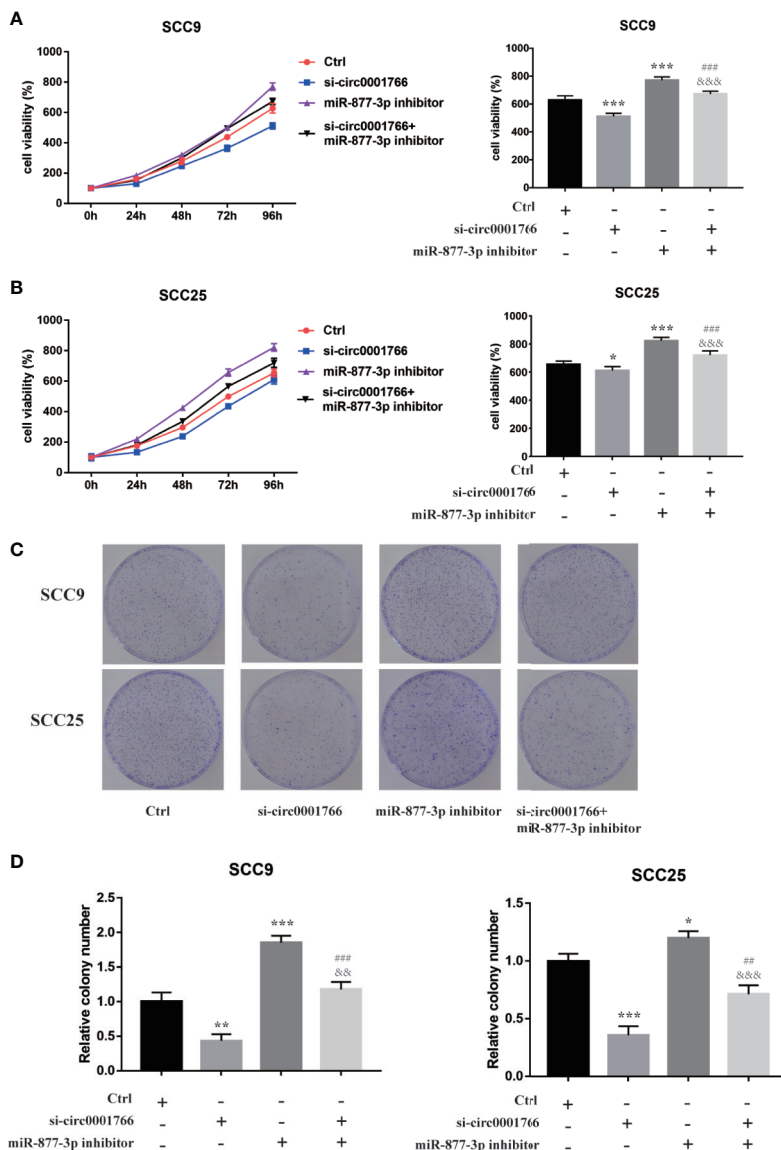 A
SCC9
cell viability (%)
1000
800
600
400
200
0
0h 24h 48h 72h 96h
Ctrl
si-circ0001766
miR-877-3p inhibitor
si-circ0001766+
miR-877-3p inhibitor
SCC9
cell viability (%)
1000
800
600
400
200
0
***
***
###
&&&
Ctrl + - - -
si-circ0001766 - + - +
miR-877-3p inhibitor - - + +
B
SCC25
cell viability (%)
1000
800
600
400
200
0
0h 24h 48h 72h 96h
Ctrl
si-circ0001766
miR-877-3p inhibitor
si-circ0001766+
miR-877-3p inhibitor
SCC25
cell viability (%)
1000
800
600
400
200
0
*
***
###
&&&
Ctrl + - - -
si-circ0001766 - + - +
miR-877-3p inhibitor - - + +
C
SCC9
SCC25
Ctrl
si-circ0001766
miR-877-3p inhibitor
si-circ0001766+
miR-877-3p inhibitor
D
SCC9
Relative colony number
2.5
2.0
1.5
1.0
0.5
0.0
**
***
###
&&
Ctrl + - - -
si-circ0001766 - + - +
miR-877-3p inhibitor - - + +
SCC25
Relative colony number
1.5
1.0
0.5
0.0
***
*
##
&&&
Ctrl + - - -
si-circ0001766 - + - +
miR-877-3p inhibitor - - + +